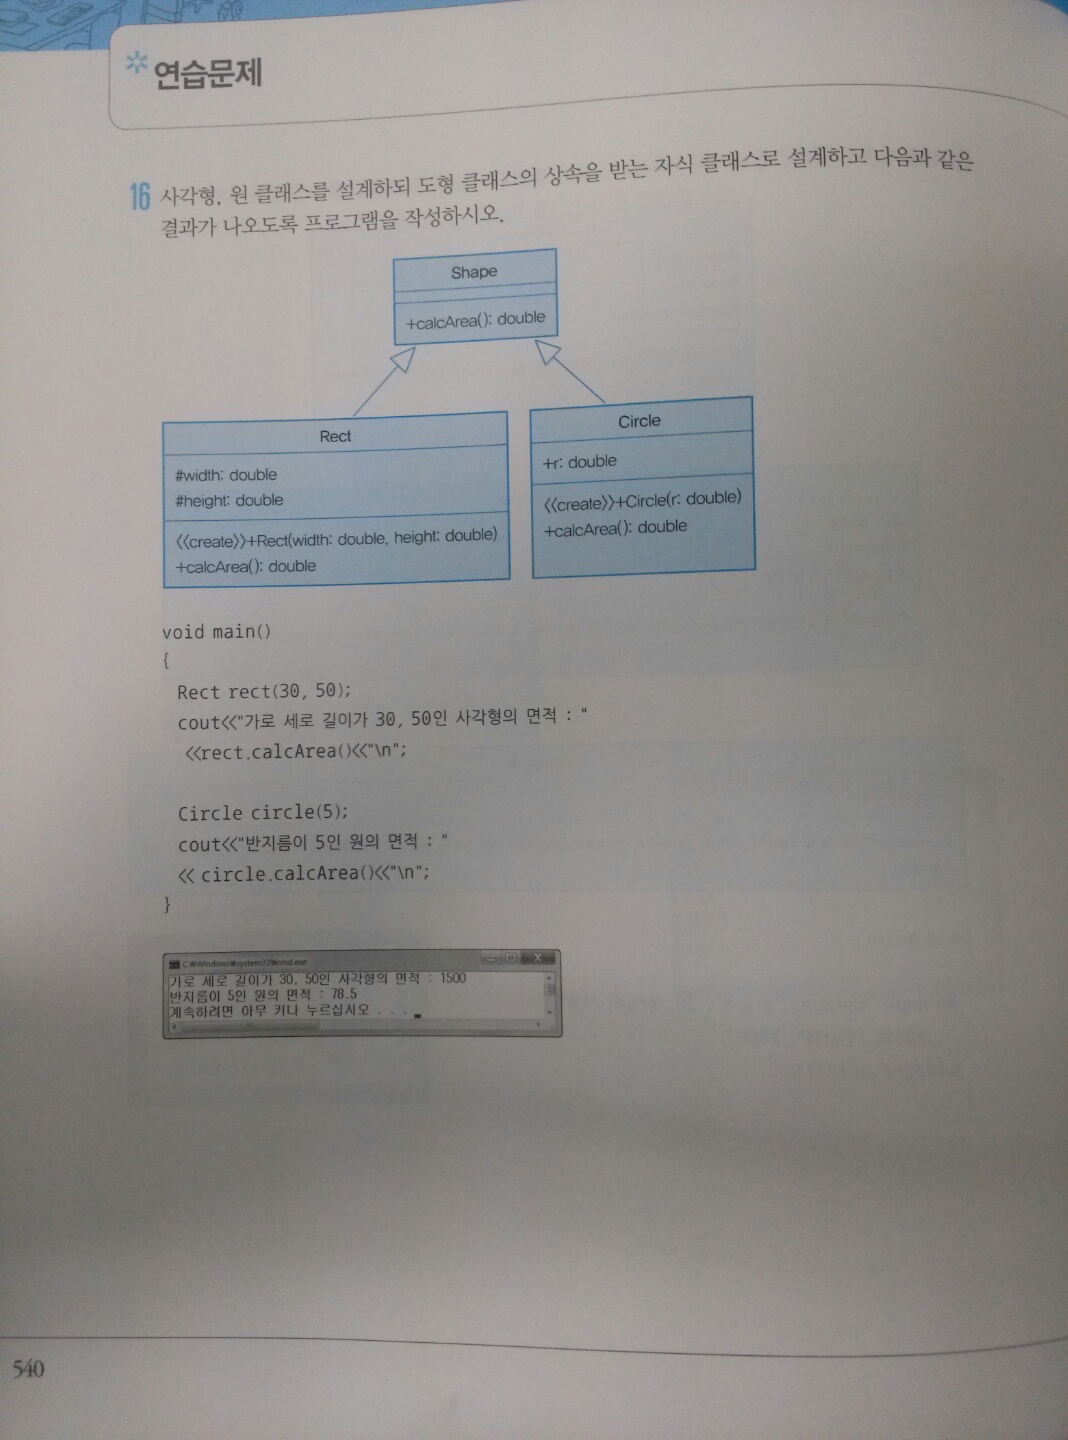 연습문제
16 사각형, 원 클래스를 설계하되 도형 클래스의 상속을 받는 자식 클래스로 설계하고 다음과 같은
결과가 나오도록 프로그램을 작성하시오.
Shape
+calcArea(): double
Rect
#width: double
#height: double
<<create>>+Rect(width: double, height: double)
+calcArea(): double
Circle
+r: double
<<create>>+Circle(r: double)
+calcArea(): double
void main()
{
Rect rect(30, 50);
cout<<"가로 세로 길이가 30, 50인 사각형의 면적 : "
<<rect.calcArea()<<"\n";
Circle circle(5);
cout<<"반지름이 5인 원의 면적 : "
<< circle.calcArea()<<"\n";
}
C:₩Windows₩system32₩cmd.exe
가로 세로 길이가 30, 50인 사각형의 면적 : 1500
반지름이 5인 원의 면적 : 78.5
계속하려면 아무 키나 누르십시오 . . .
540